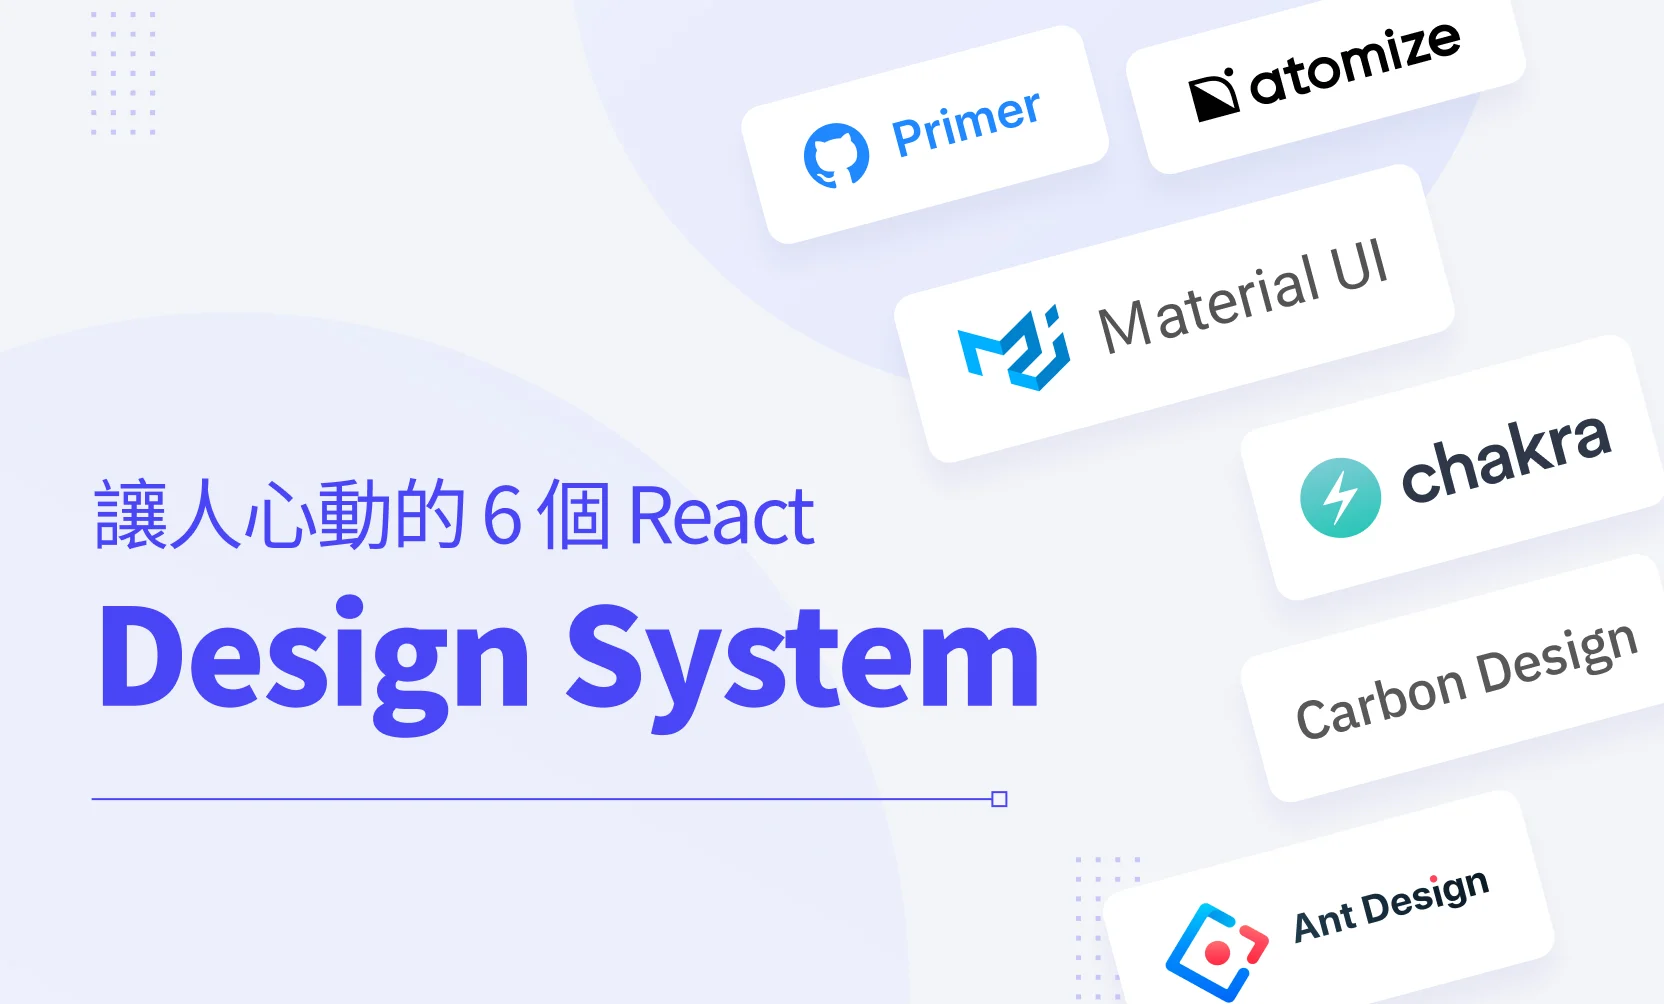 Primer
atomize
Material UI
chakra
讓人心動的 6 個 React
Design System
Carbon Design
Ant Design